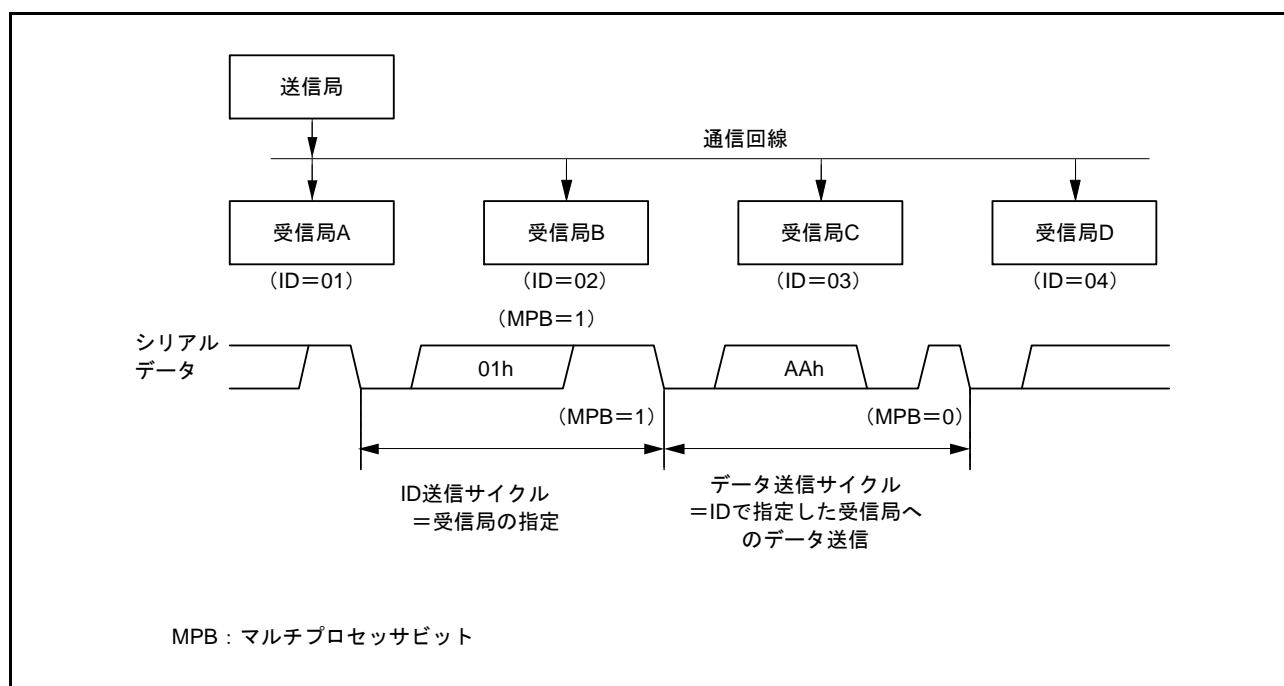 送信局
通信回線
受信局A
受信局B
受信局C
受信局D
(ID=01)
(ID=02)
(ID=03)
(ID=04)
(MPB=1)
シリアル
データ
01h
AAh
(MPB=1)
(MPB=0)
ID送信サイクル
=受信局の指定
データ送信サイクル
=IDで指定した受信局へ
のデータ送信
MPB:マルチプロセッサビット